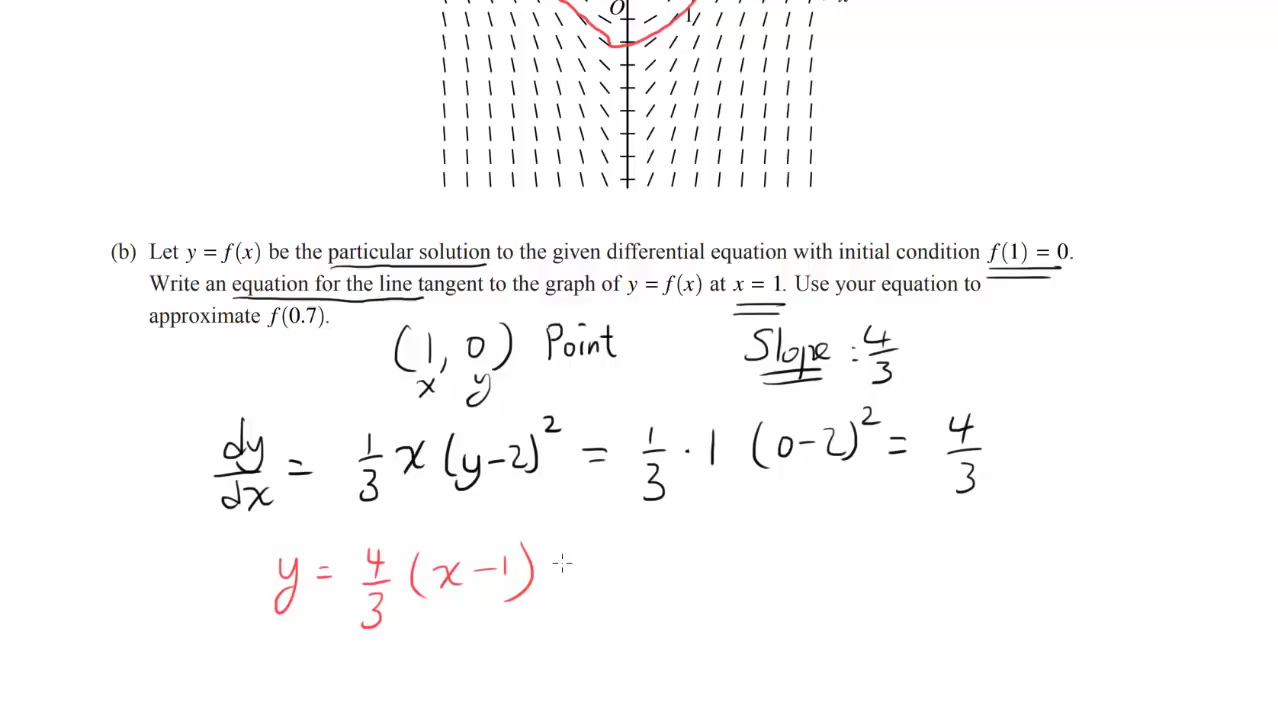 O
1
(b) Let y = f(x) be the particular solution to the given differential equation with initial condition f(1) = 0.
Write an equation for the line tangent to the graph of y = f(x) at x = 1. Use your equation to
approximate f(0.7).
(1, 0) Point Slope : 4/3
x y
dy/dx = 1/3 x (y-2)² = 1/3 · 1 (0-2)² = 4/3
y = 4/3 (x-1)